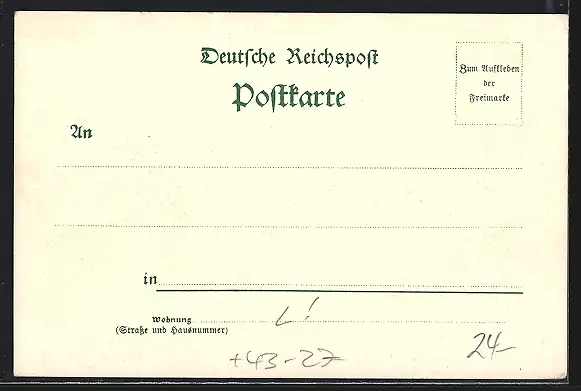 Deutsche Reichspost
Postkarte
Zum Aufkleben
der
Freimarke
An
in
Wohnung
(Straße und Hausnummer)
L!
+43-27
24-